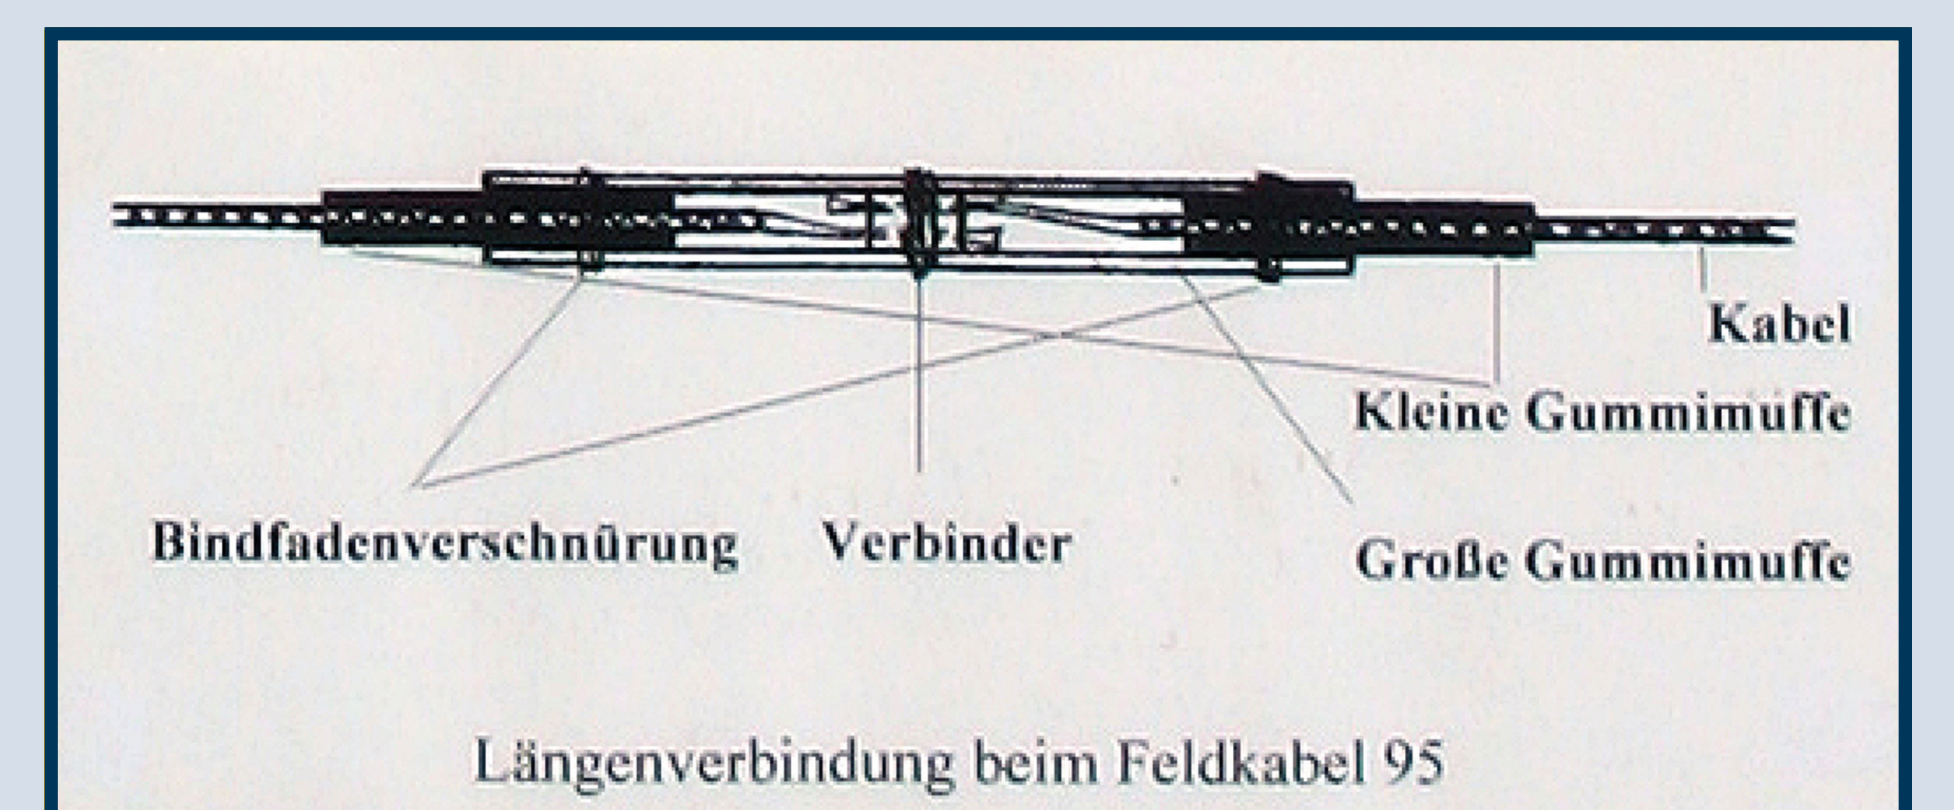 Kabel
Kleine Gummimuffe
Bindfadenverschnürung
Verbinder
Große Gummimuffe
Längenverbindung beim Feldkabel 95